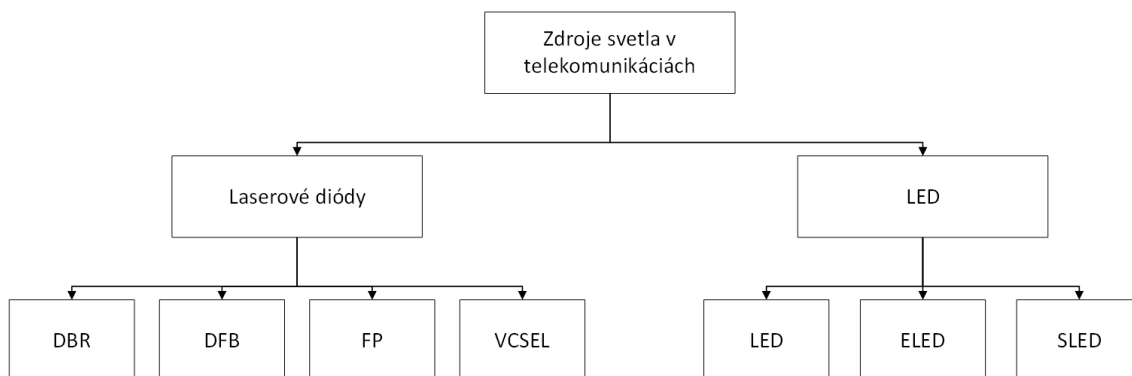 Zdroje svetla v
telekomunikáciách
Laserové diódy
LED
DBR
DFB
FP
VCSEL
LED
ELED
SLED